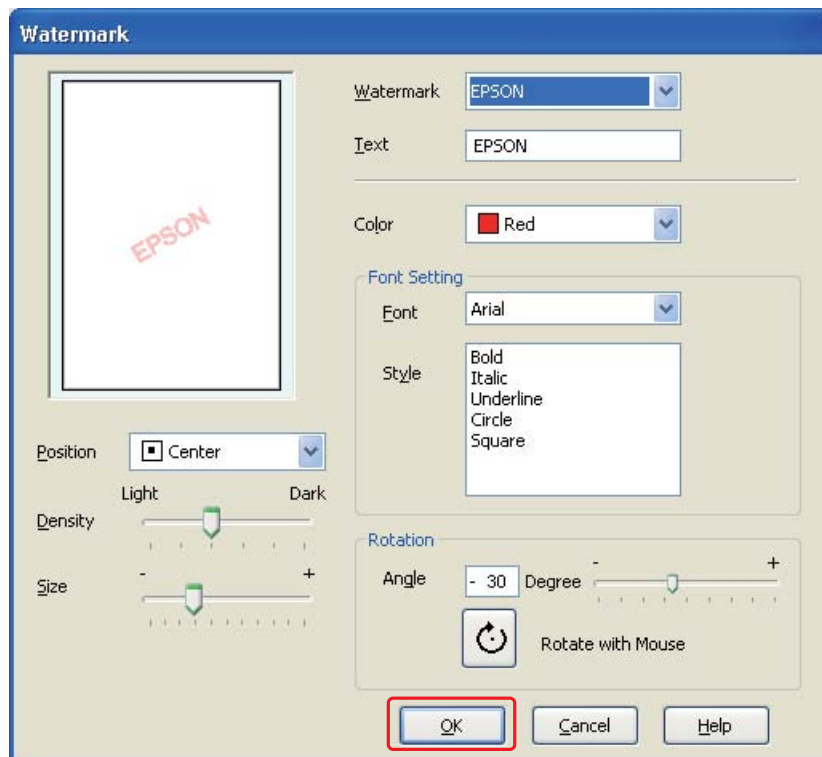 Watermark
EPSON
Watermark EPSON
Text EPSON
Color Red
Font Setting
Font Arial
Style Bold
Italic
Underline
Circle
Square
Position Center
Light Dark
Density
Size - +
Rotation
Angle - 30 Degree - +
Rotate with Mouse
OK Cancel Help